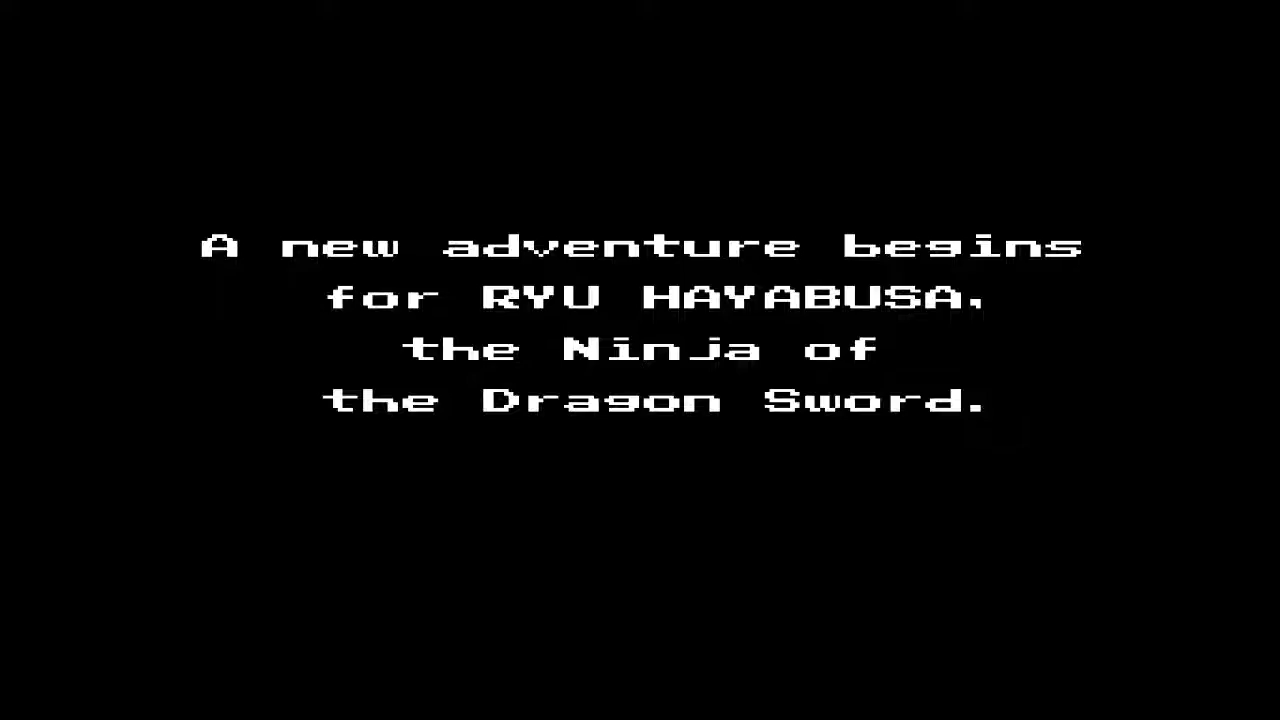 A new adventure begins
for RYU HAYABUSA,
the Ninja of
the Dragon Sword.